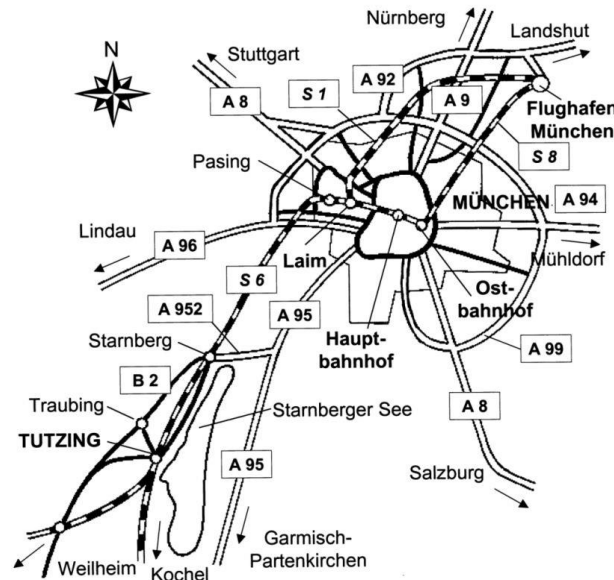 Nürnberg
Landshut
N
Stuttgart
A 92
S 1
A 9
A 8
Flughafen
München
S 8
Pasing
MÜNCHEN
A 94
Lindau
A 96
Laim
Mühldorf
S 6
Ost-
bahnhof
A 952
A 95
Haupt-
bahnhof
Starnberg
A 99
B 2
A 8
Traubing
Starnberger See
TUTZING
A 95
Salzburg
Garmisch-
Partenkirchen
Weilheim
Kochel